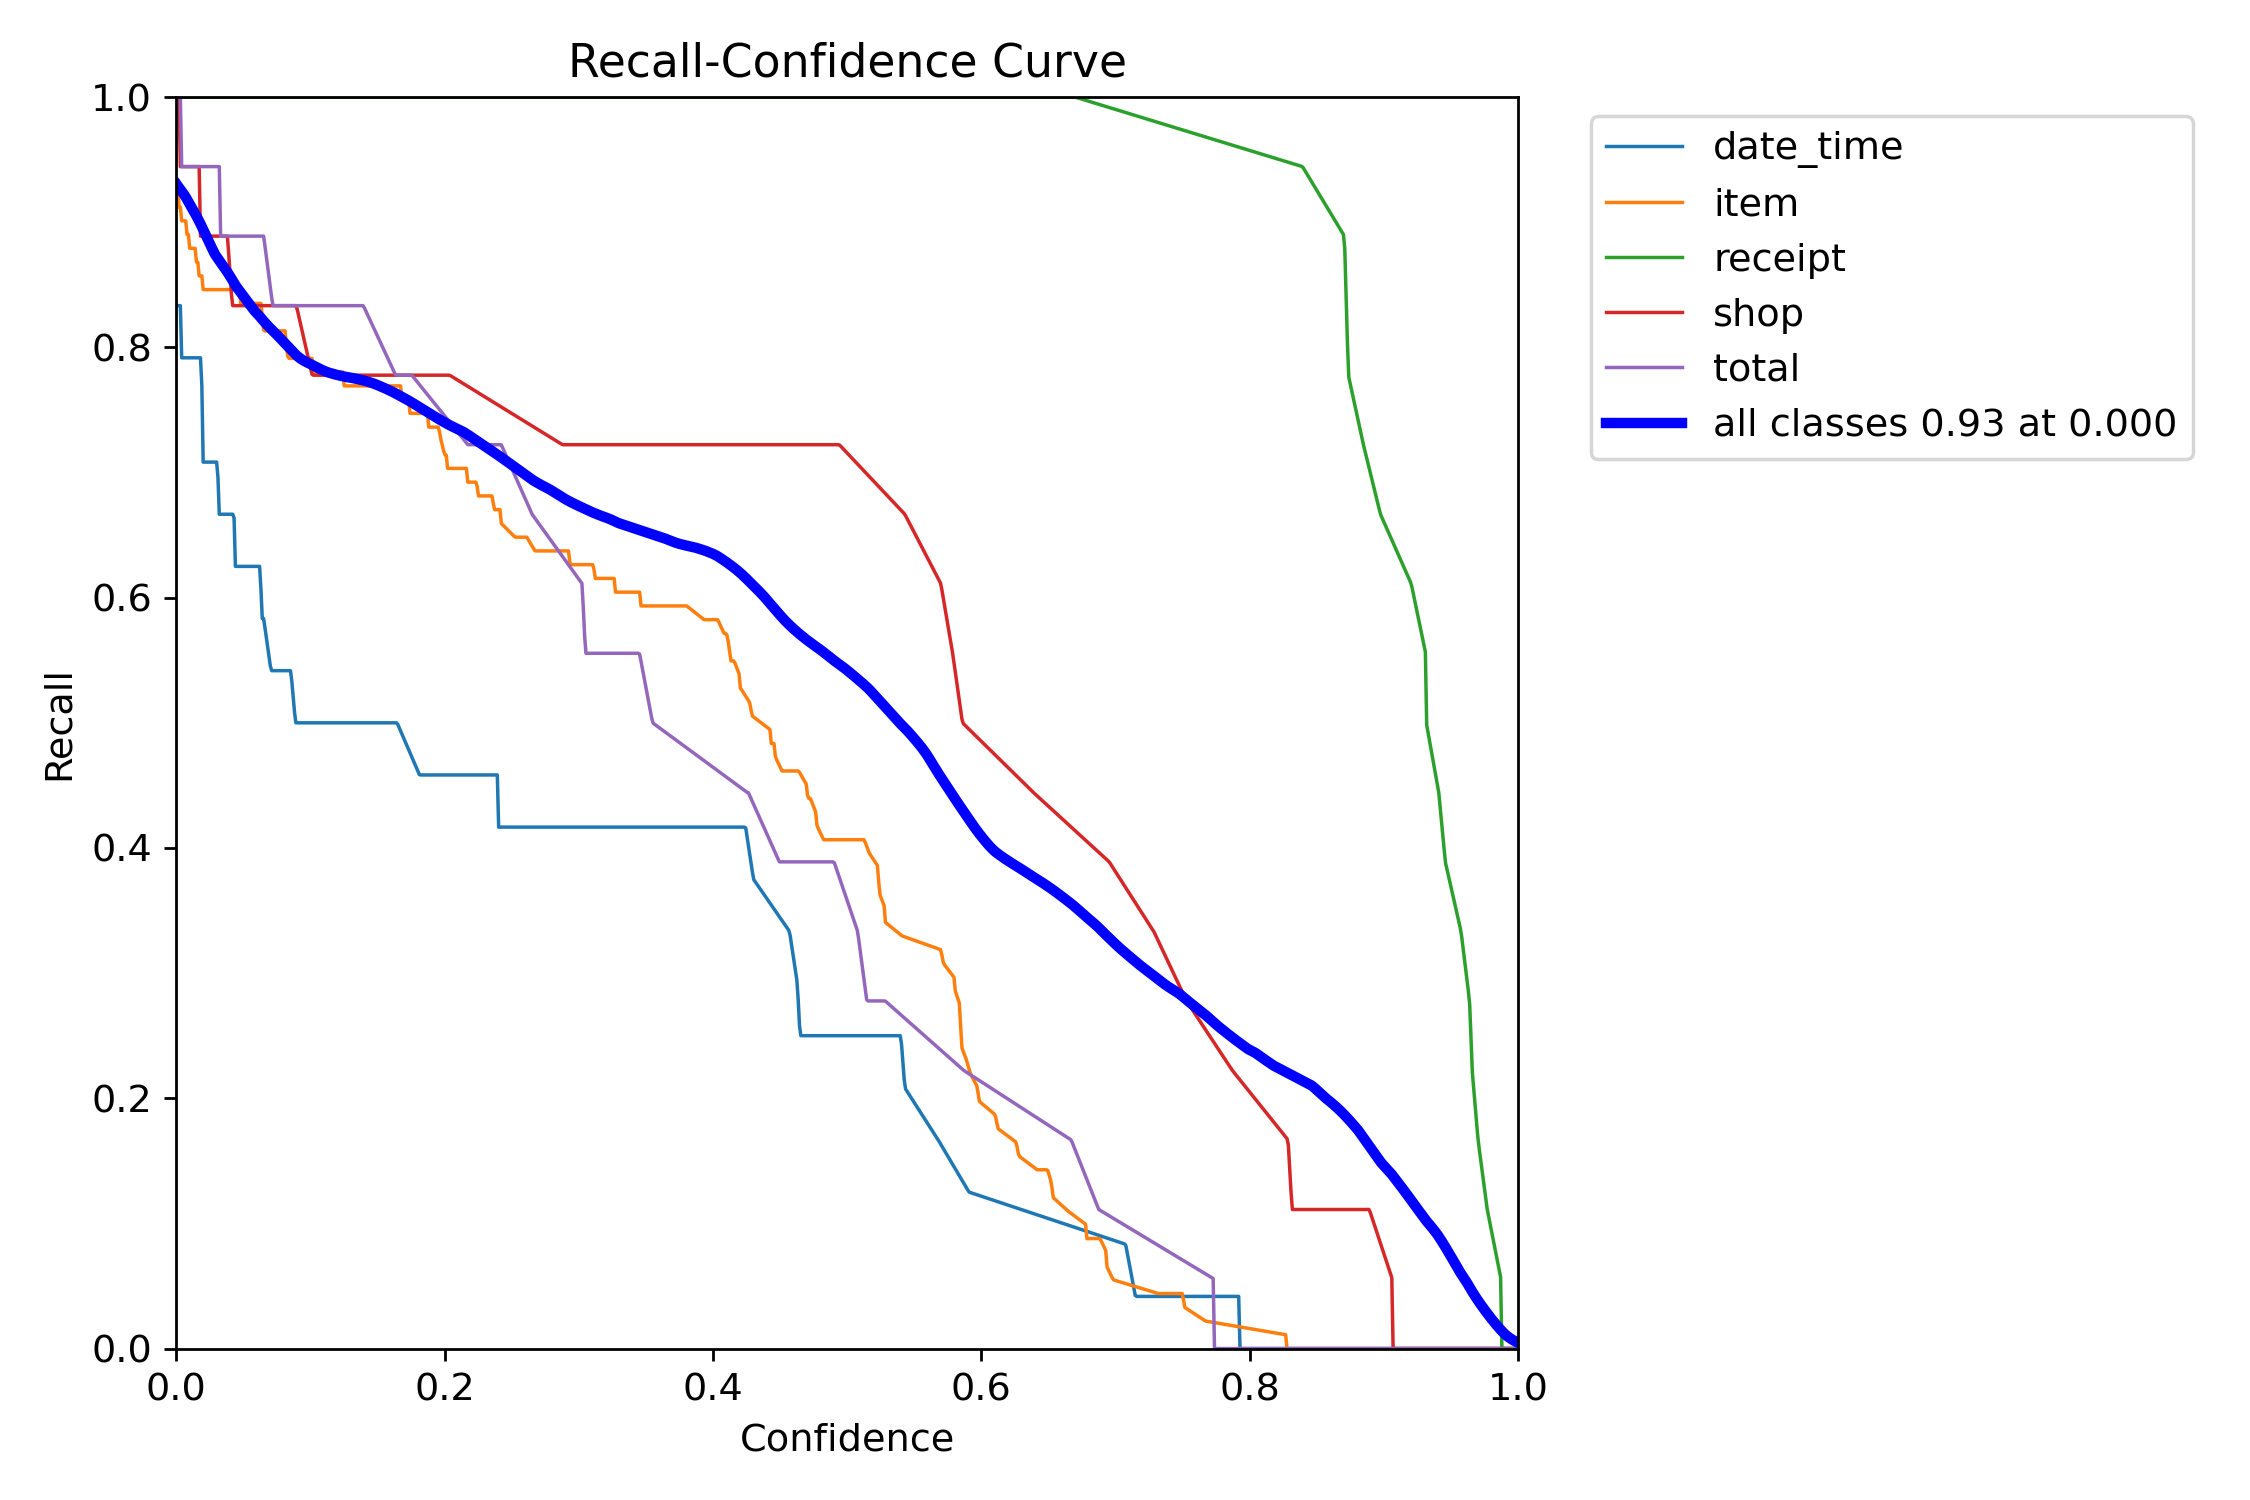 Recall-Confidence Curve
1.0
0.8
0.6
0.4
0.2
0.0
Recall
0.0 0.2 0.4 0.6 0.8 1.0
Confidence
date_time
item
receipt
shop
total
all classes 0.93 at 0.000